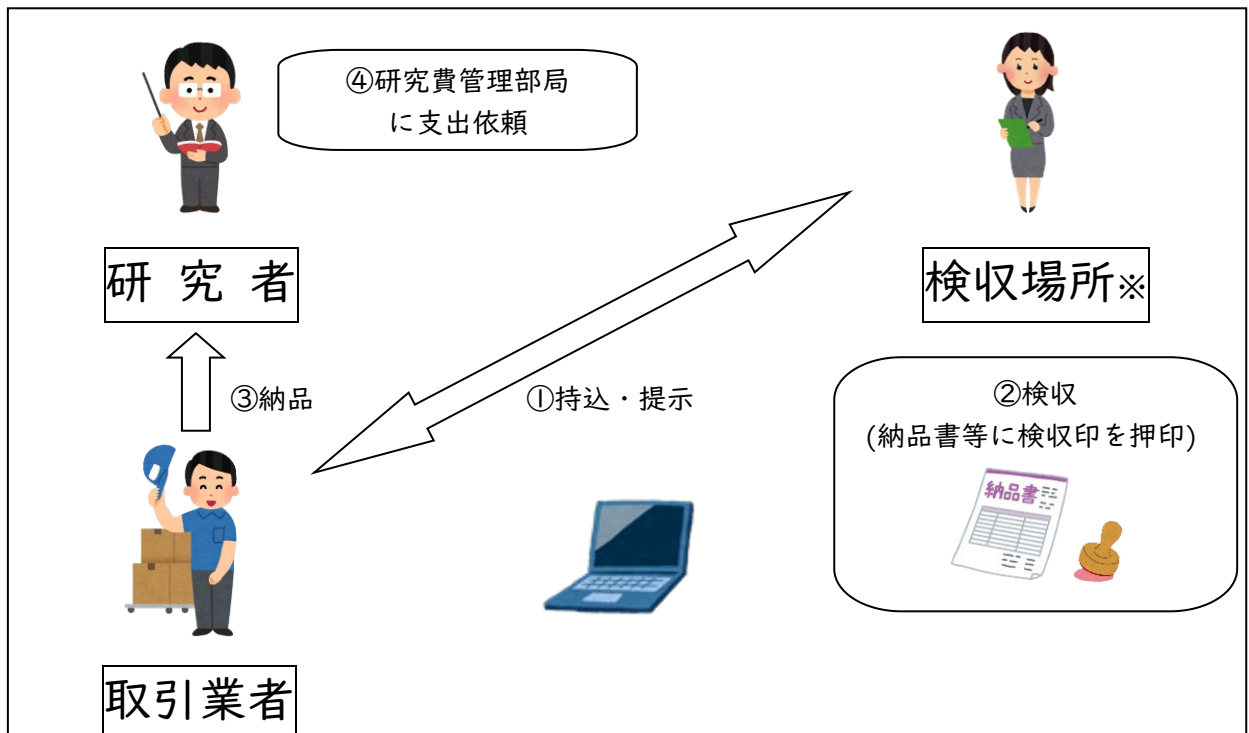 ④研究費管理部局
に支出依頼
研 究 者
検収場所※
③納品
①持込・提示
②検収
(納品書等に検収印を押印)
納品書
取引業者